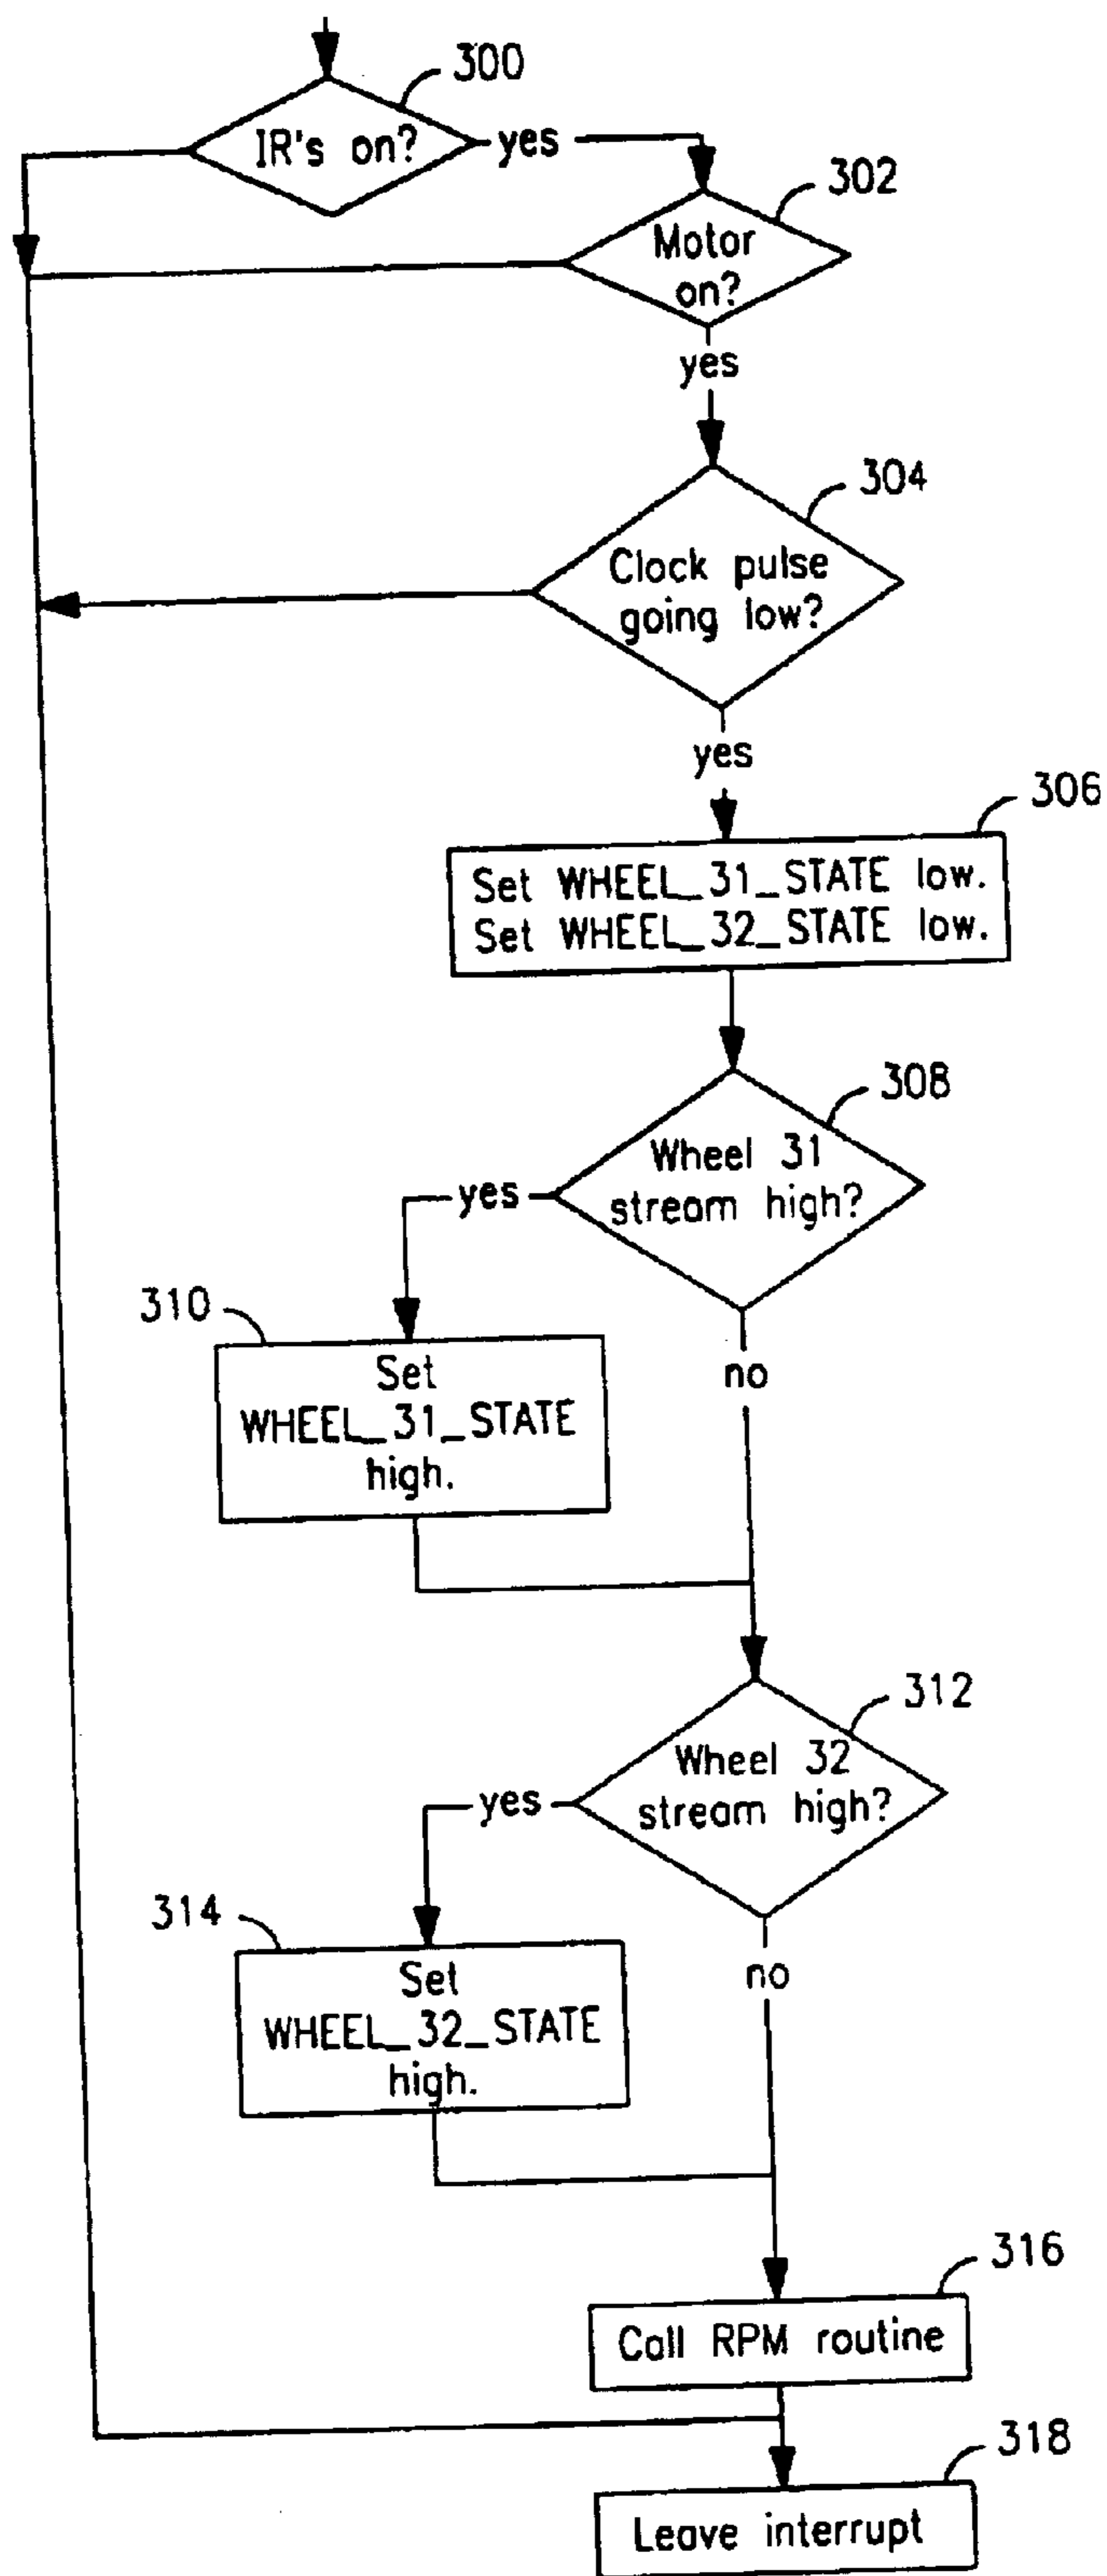 300
IR's on?
yes
302
Motor
on?
yes
304
Clock pulse
going low?
yes
306
Set WHEEL_31_STATE low.
Set WHEEL_32_STATE low.
308
Wheel 31
stream high?
yes
310
no
Set
WHEEL_31_STATE
high.
312
Wheel 32
stream high?
yes
314
no
Set
WHEEL_32_STATE
high.
316
Call RPM routine
318
Leave interrupt